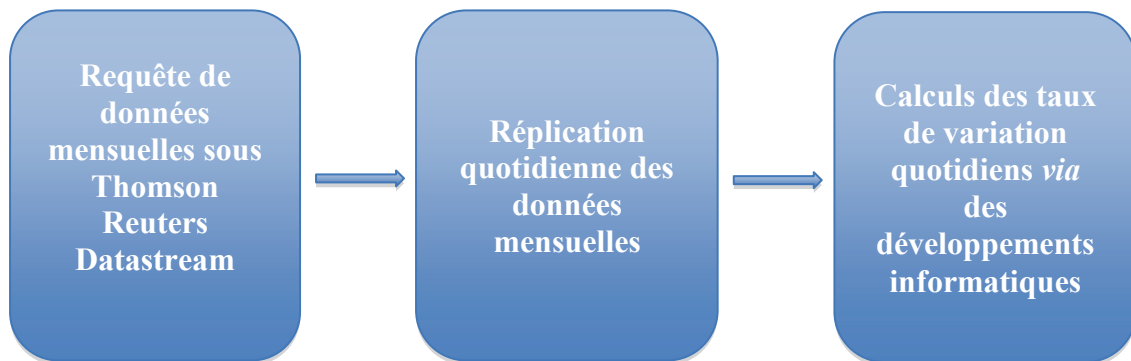 Requête de
données
mensuelles sous
Thomson
Reuters
Datastream
Réplication
quotidienne des
données
mensuelles
Calculs des taux
de variation
quotidiens via
des
développements
informatiques